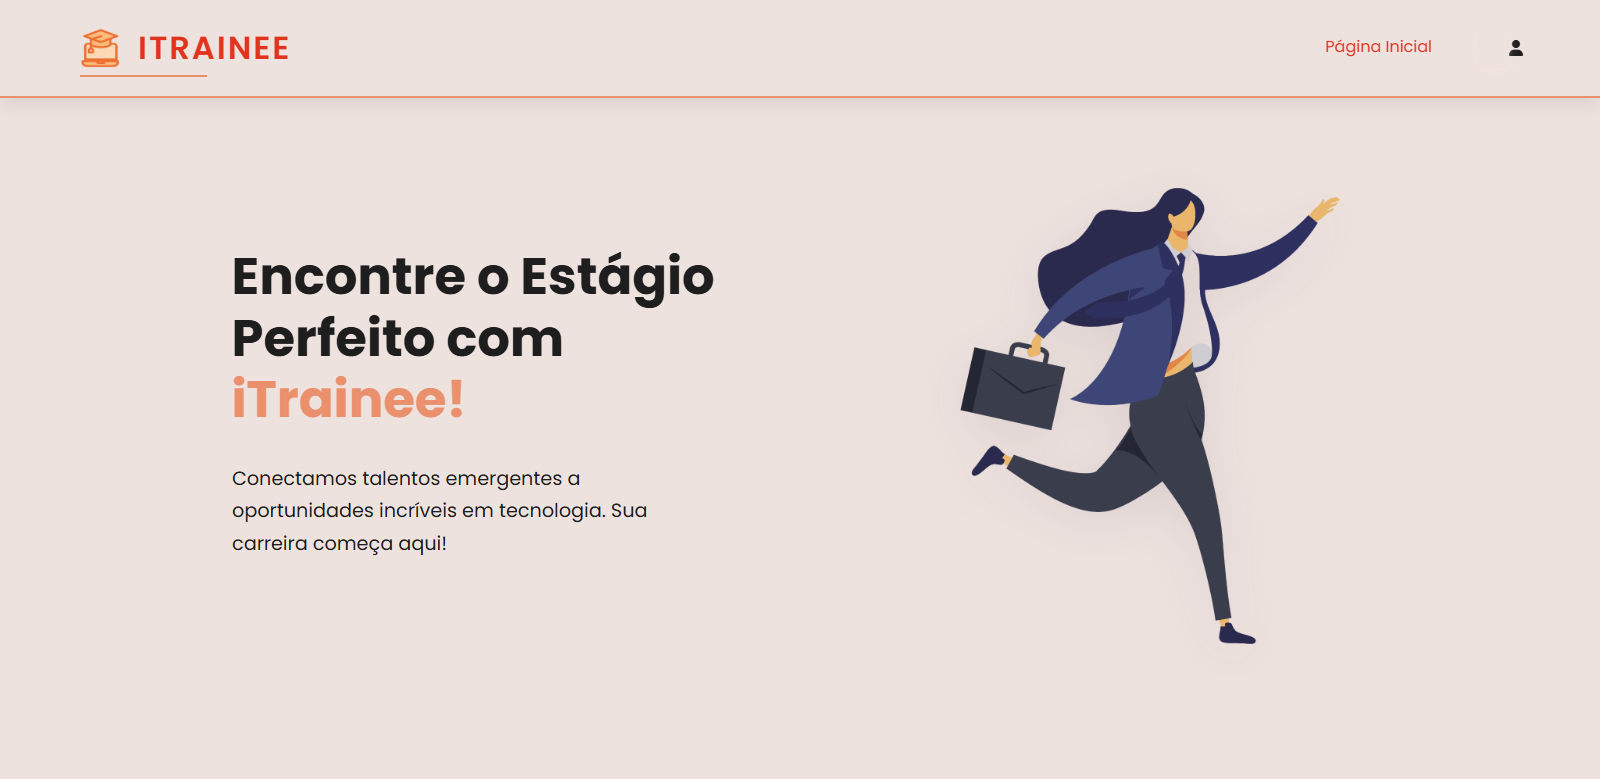 ITRAINEE
Página Inicial
Encontre o Estágio
Perfeito com
iTrainee!
Conectamos talentos emergentes a
oportunidades incríveis em tecnologia. Sua
carreira começa aqui!